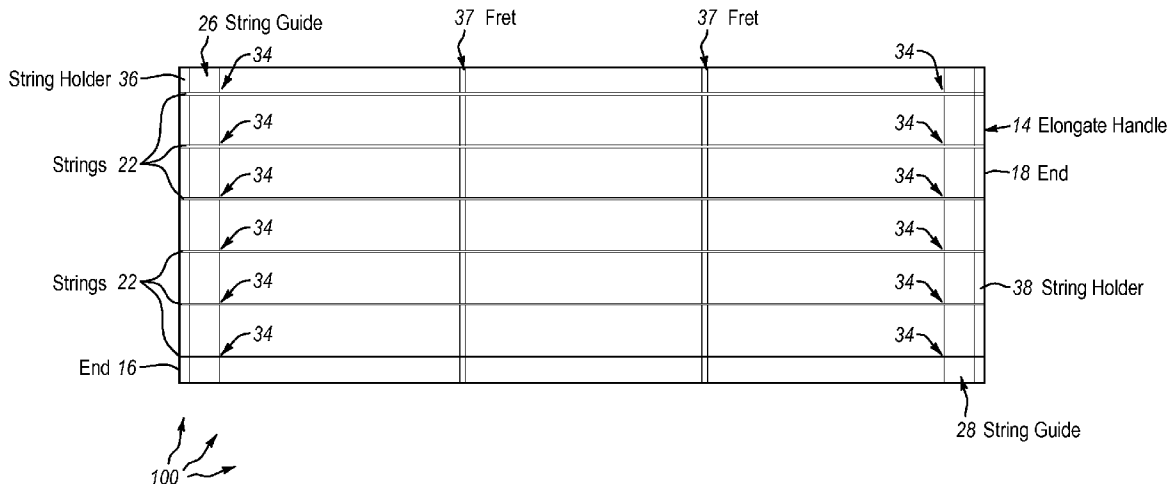 26 String Guide
37 Fret
37 Fret
34
34
String Holder 36
34
34
14 Elongate Handle
Strings 22
18 End
34
34
34
34
Strings 22
34
34
38 String Holder
34
34
End 16
28 String Guide
100